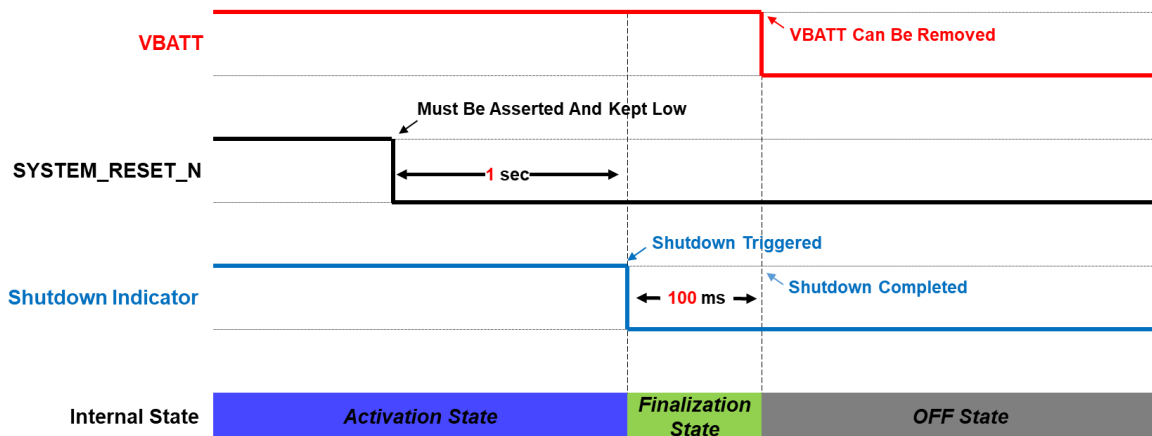 VBATT
VBATT Can Be Removed
Must Be Asserted And Kept Low
SYSTEM_RESET_N
1 sec
Shutdown Triggered
Shutdown Indicator
100 ms
Shutdown Completed
Internal State
Activation State
Finalization
State
OFF State